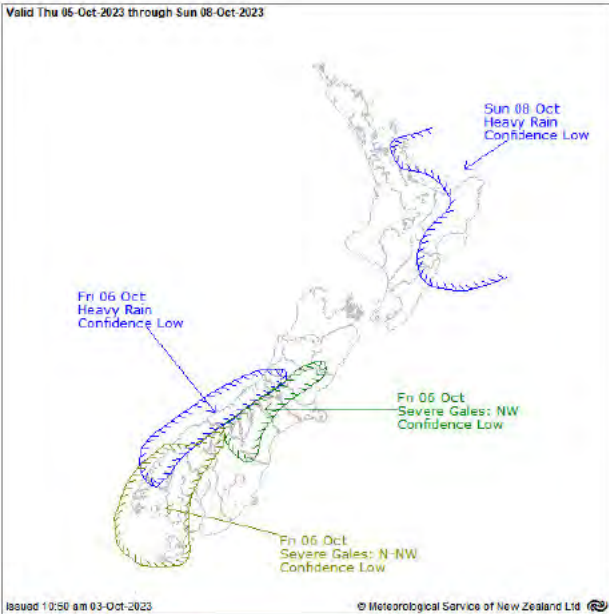 Valid Thu 05-Oct-2023 through Sun 08-Oct-2023
Sun 08 Oct
Heavy Rain
Confidence Low
Fri 06 Oct
Heavy Rain
Confidence Low
Fri 06 Oct
Severe Gales: NW
Confidence Low
Fri 06 Oct
Severe Gales: N-NW
Confidence Low
Issued 10:50 am 03-Oct-2023
© Meteorological Service of New Zealand Ltd